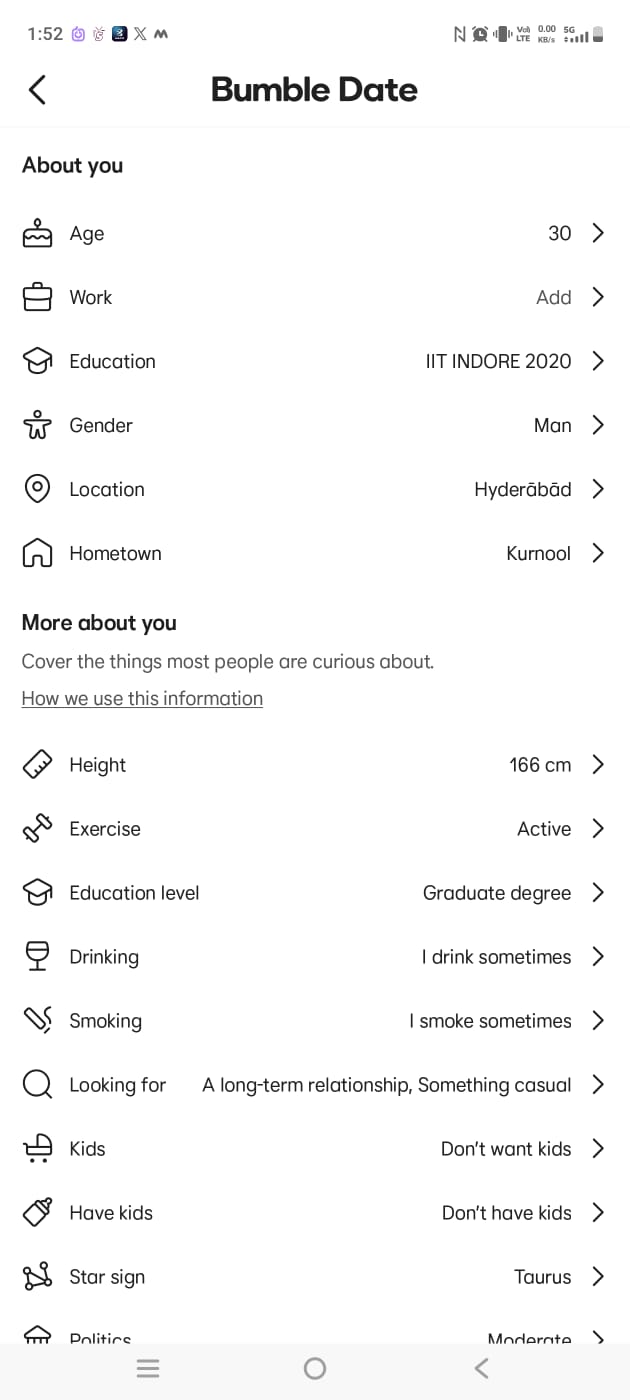 1:52
Vo) 0.00 5G
LTE KB/s
Bumble Date
About you
Age 30
Work Add
Education IIT INDORE 2020
Gender Man
Location Hyderābād
Hometown Kurnool
More about you
Cover the things most people are curious about.
How we use this information
Height 166 cm
Exercise Active
Education level Graduate degree
Drinking I drink sometimes
Smoking I smoke sometimes
Looking for A long-term relationship, Something casual
Kids Don't want kids
Have kids Don't have kids
Star sign Taurus
Politics Moderate